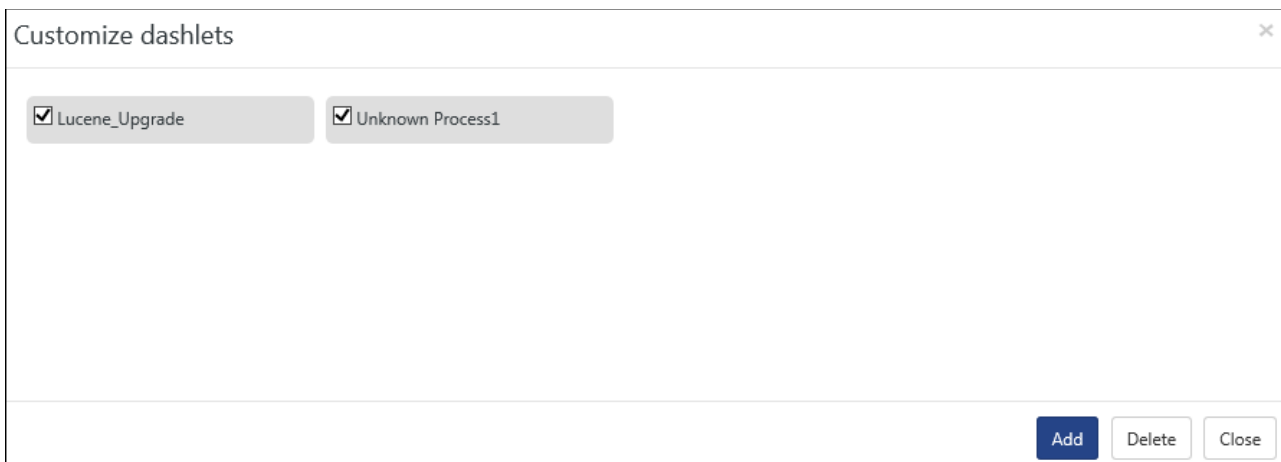 Customize dashlets ×
Lucene_Upgrade Unknown Process1
Add Delete Close